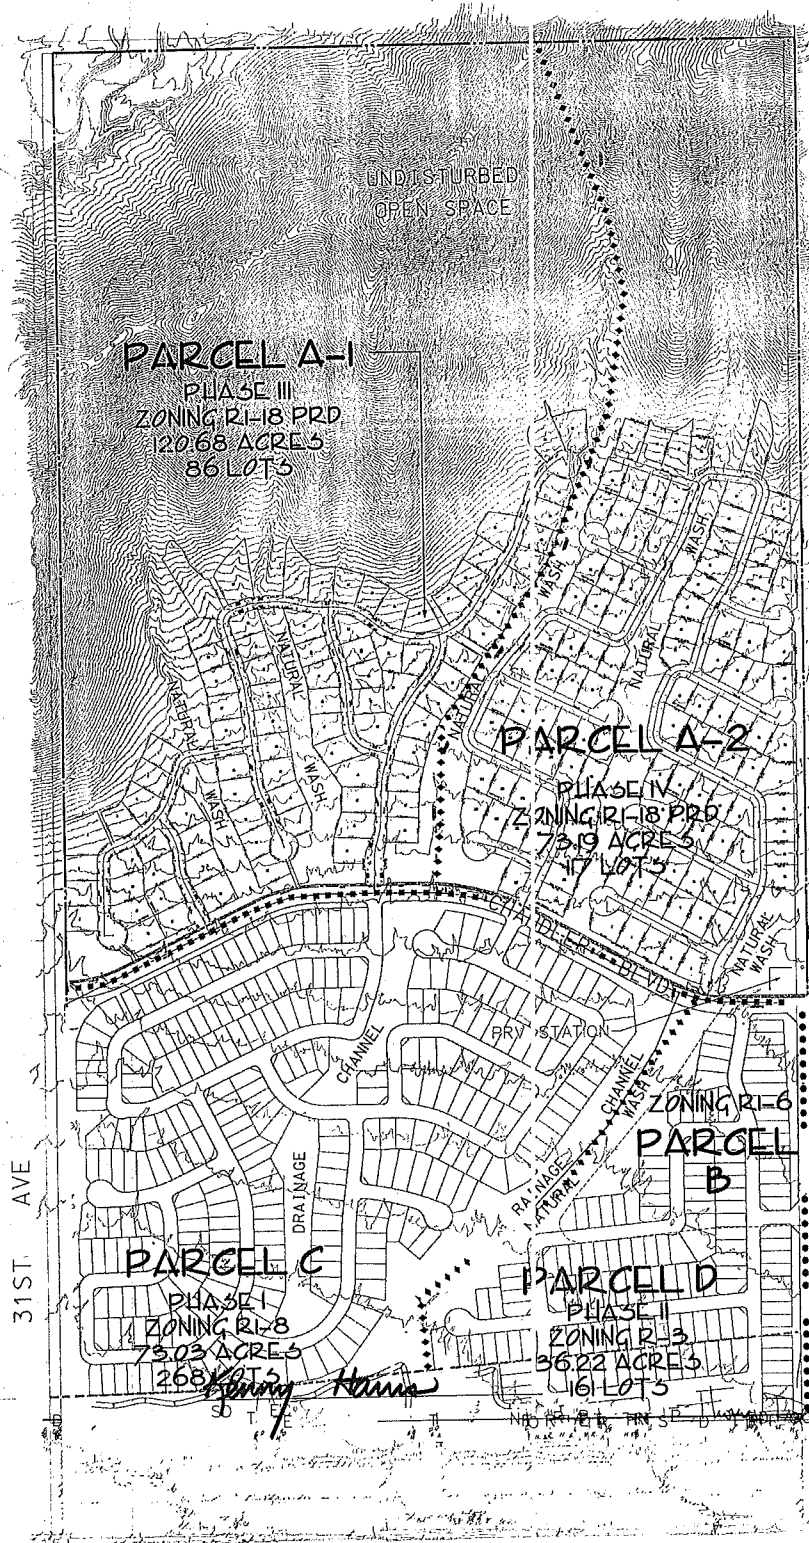 UNDISTURBED
OPEN SPACE
PARCEL A-1
PHASE III
ZONING R1-18 PRD
120.68 ACRES
86 LOTS
WASH
WASH
NATURAL
NATURAL
NATURAL
WASH
NATURAL
WASH
PARCEL A-2
PHASE IV
ZONING R1-18 PRD
73.19 ACRES
117 LOTS
CHANDLER BLVD
NATURAL
WASH
PRV STATION
CHANNEL
CHANNEL
WASH
ZONING R1-6
PARCEL
B
31ST AVE
DRAINAGE
RAINAGE
NATURAL
PARCEL C
PHASE I
ZONING R1-8
73.03 ACRES
268 LOTS
Kenny Harris
PARCEL D
PHASE II
ZONING R-3
36.22 ACRES
161 LOTS